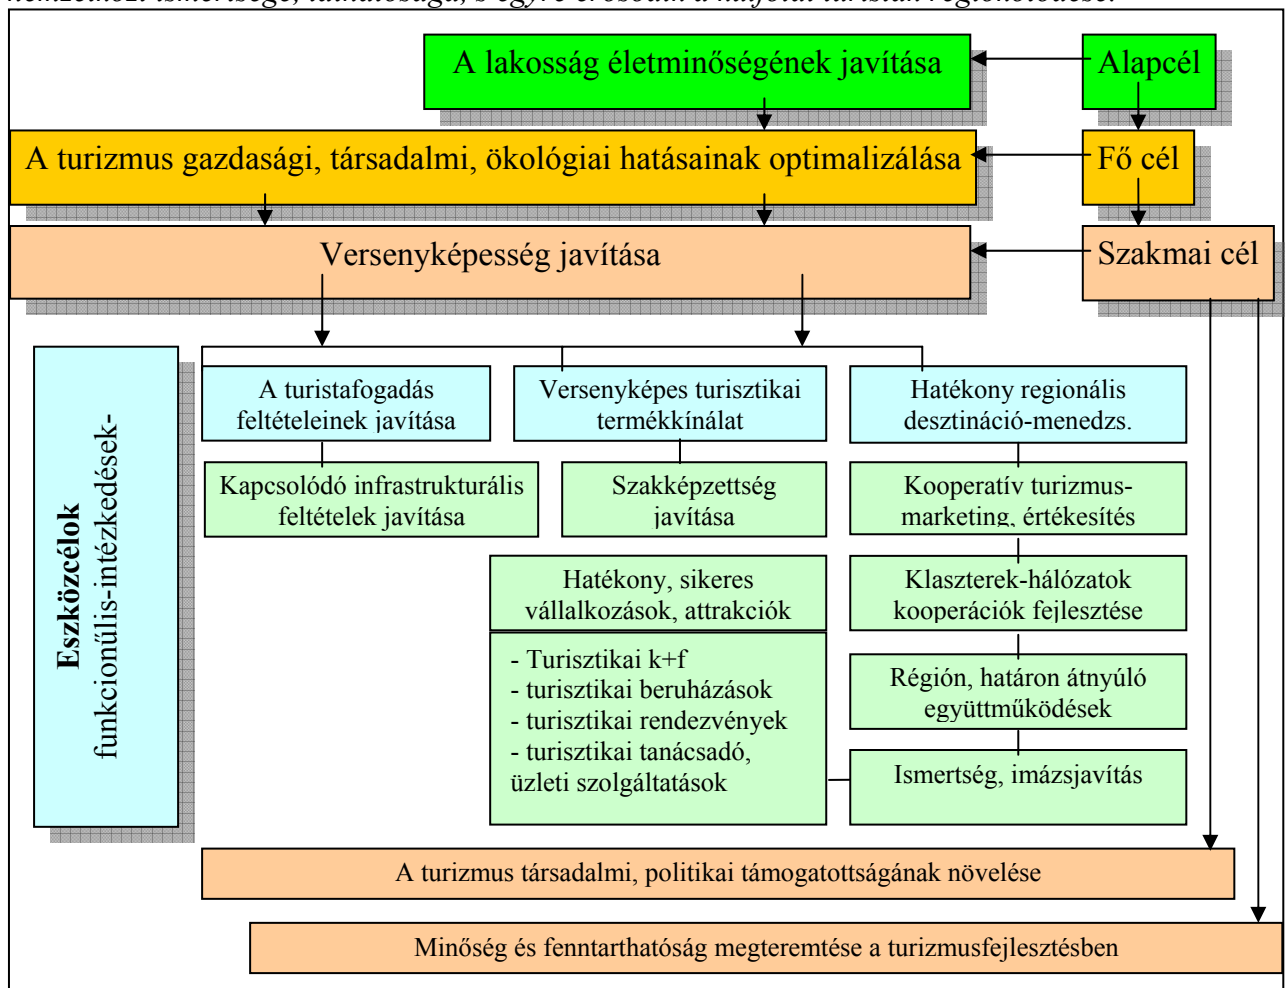 A lakosság életminőségének javítása
Alapcél
A turizmus gazdasági, társadalmi, ökológiai hatásainak optimalizálása
Fő cél
Versenyképesség javítása
Szakmai cél
Eszközcélok
funkcionűlis-intézkedések-
A turistafogadás
feltételeinek javítása
Versenyképes turisztikai
termékkínálat
Hatékony regionális
desztináció-menedzs.
Kapcsolódó infrastrukturális
feltételek javítása
Szakképzettség
javítása
Kooperatív turizmus-
marketing, értékesítés
Hatékony, sikeres
vállalkozások, attrakciók
Klaszterek-hálózatok
kooperációk fejlesztése
- Turisztikai k+f
- turisztikai beruházások
- turisztikai rendezvények
- turisztikai tanácsadó,
üzleti szolgáltatások
Régión, határon átnyúló
együttműködések
Ismertség, imázsjavítás
A turizmus társadalmi, politikai támogatottságának növelése
Minőség és fenntarthatóság megteremtése a turizmusfejlesztésben